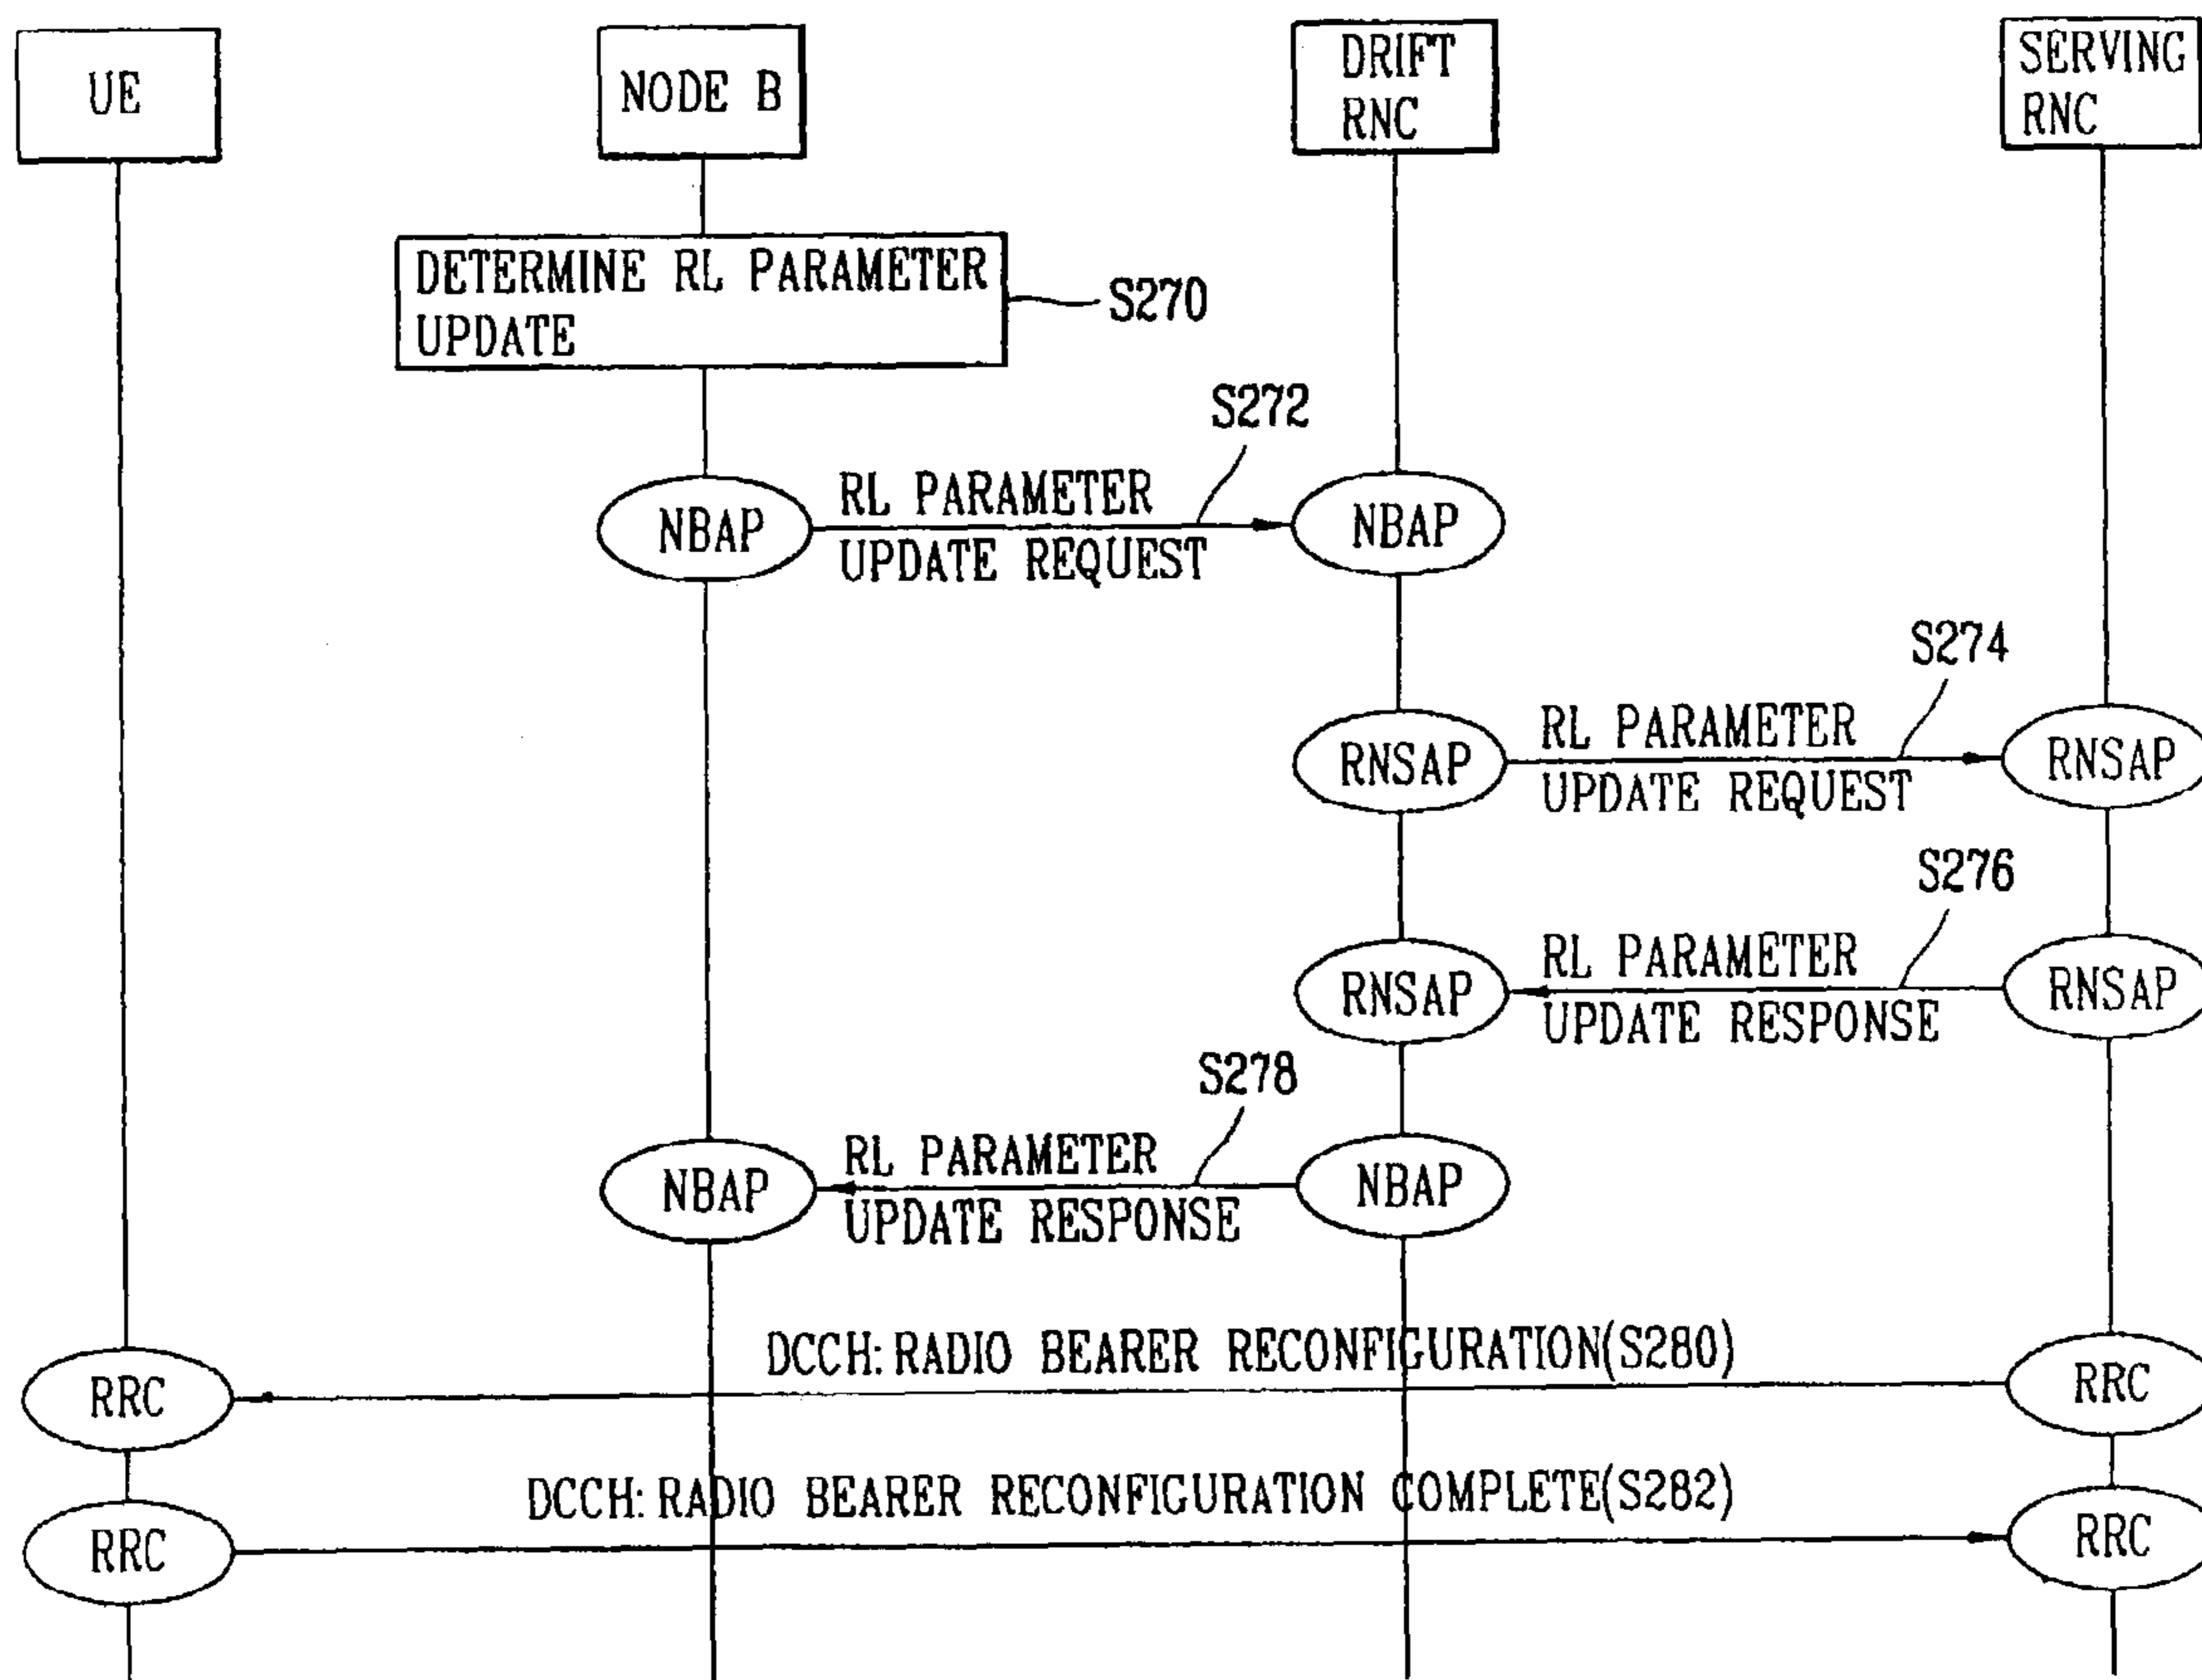 UE
NODE B
DRIFT
RNC
SERVING
RNC
DETERMINE RL PARAMETER
UPDATE
S270
S272
NBAP
RL PARAMETER
UPDATE REQUEST
NBAP
S274
RNSAP
RL PARAMETER
UPDATE REQUEST
RNSAP
S276
RNSAP
RL PARAMETER
UPDATE RESPONSE
RNSAP
S278
NBAP
RL PARAMETER
UPDATE RESPONSE
NBAP
DCCH: RADIO BEARER RECONFIGURATION(S280)
RRC
RRC
DCCH: RADIO BEARER RECONFIGURATION COMPLETE(S282)
RRC
RRC